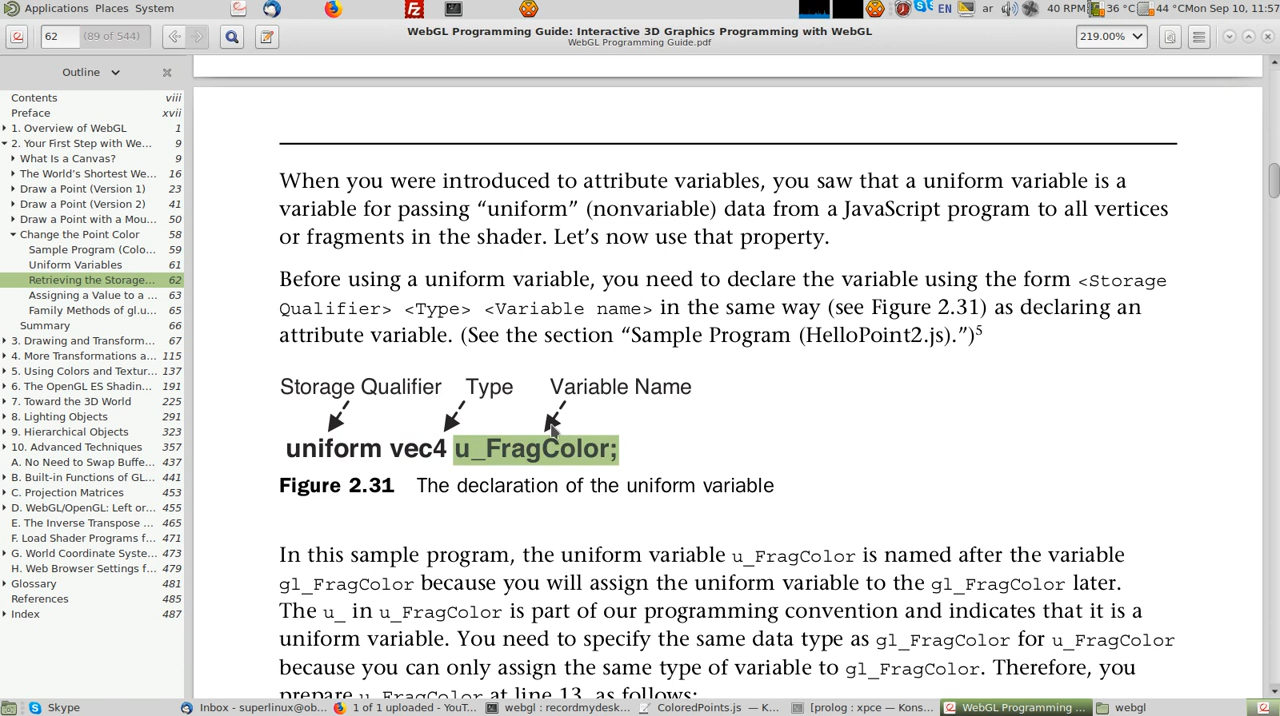 Applications Places System EN ar 40 RPM 36 °C 44 °C Mon Sep 10, 11:57
62 (89 of 544) WebGL Programming Guide: Interactive 3D Graphics Programming with WebGL 219.00%
WebGL Programming Guide.pdf
Outline
Contents viii
Preface xvii
1. Overview of WebGL 1
2. Your First Step with We... 9
What Is a Canvas? 9
The World's Shortest We... 16
Draw a Point (Version 1) 23
Draw a Point (Version 2) 41
Draw a Point with a Mou... 50
Change the Point Color 58
Sample Program (Colo... 59
Uniform Variables 61
Retrieving the Storage... 62
Assigning a Value to a ... 63
Family Methods of gl.u... 65
Summary 66
3. Drawing and Transform... 67
4. More Transformations a... 115
5. Using Colors and Textur... 137
6. The OpenGL ES Shadin... 191
7. Toward the 3D World 225
8. Lighting Objects 291
9. Hierarchical Objects 323
10. Advanced Techniques 357
A. No Need to Swap Buffe... 437
B. Built-in Functions of GL... 441
C. Projection Matrices 453
D. WebGL/OpenGL: Left or... 455
E. The Inverse Transpose ... 465
F. Load Shader Programs f... 471
G. World Coordinate Syste... 473
H. Web Browser Settings f... 479
Glossary 481
References 485
Index 487
When you were introduced to attribute variables, you saw that a uniform variable is a
variable for passing “uniform” (nonvariable) data from a JavaScript program to all vertices
or fragments in the shader. Let’s now use that property.
Before using a uniform variable, you need to declare the variable using the form <Storage
Qualifier> <Type> <Variable name> in the same way (see Figure 2.31) as declaring an
attribute variable. (See the section “Sample Program (HelloPoint2.js).”)5
Storage Qualifier Type Variable Name
uniform vec4 u_FragColor;
Figure 2.31 The declaration of the uniform variable
In this sample program, the uniform variable u_FragColor is named after the variable
gl_FragColor because you will assign the uniform variable to the gl_FragColor later.
The u_ in u_FragColor is part of our programming convention and indicates that it is a
uniform variable. You need to specify the same data type as gl_FragColor for u_FragColor
because you can only assign the same type of variable to gl_FragColor. Therefore, you
prepare u_FragColor at line 13, as follows:
Skype Inbox - superlinux@ob... 1 of 1 uploaded - YouT... webgl : recordmydesk... ColoredPoints.js — K... [prolog : xpce — Kons... WebGL Programming ... webgl